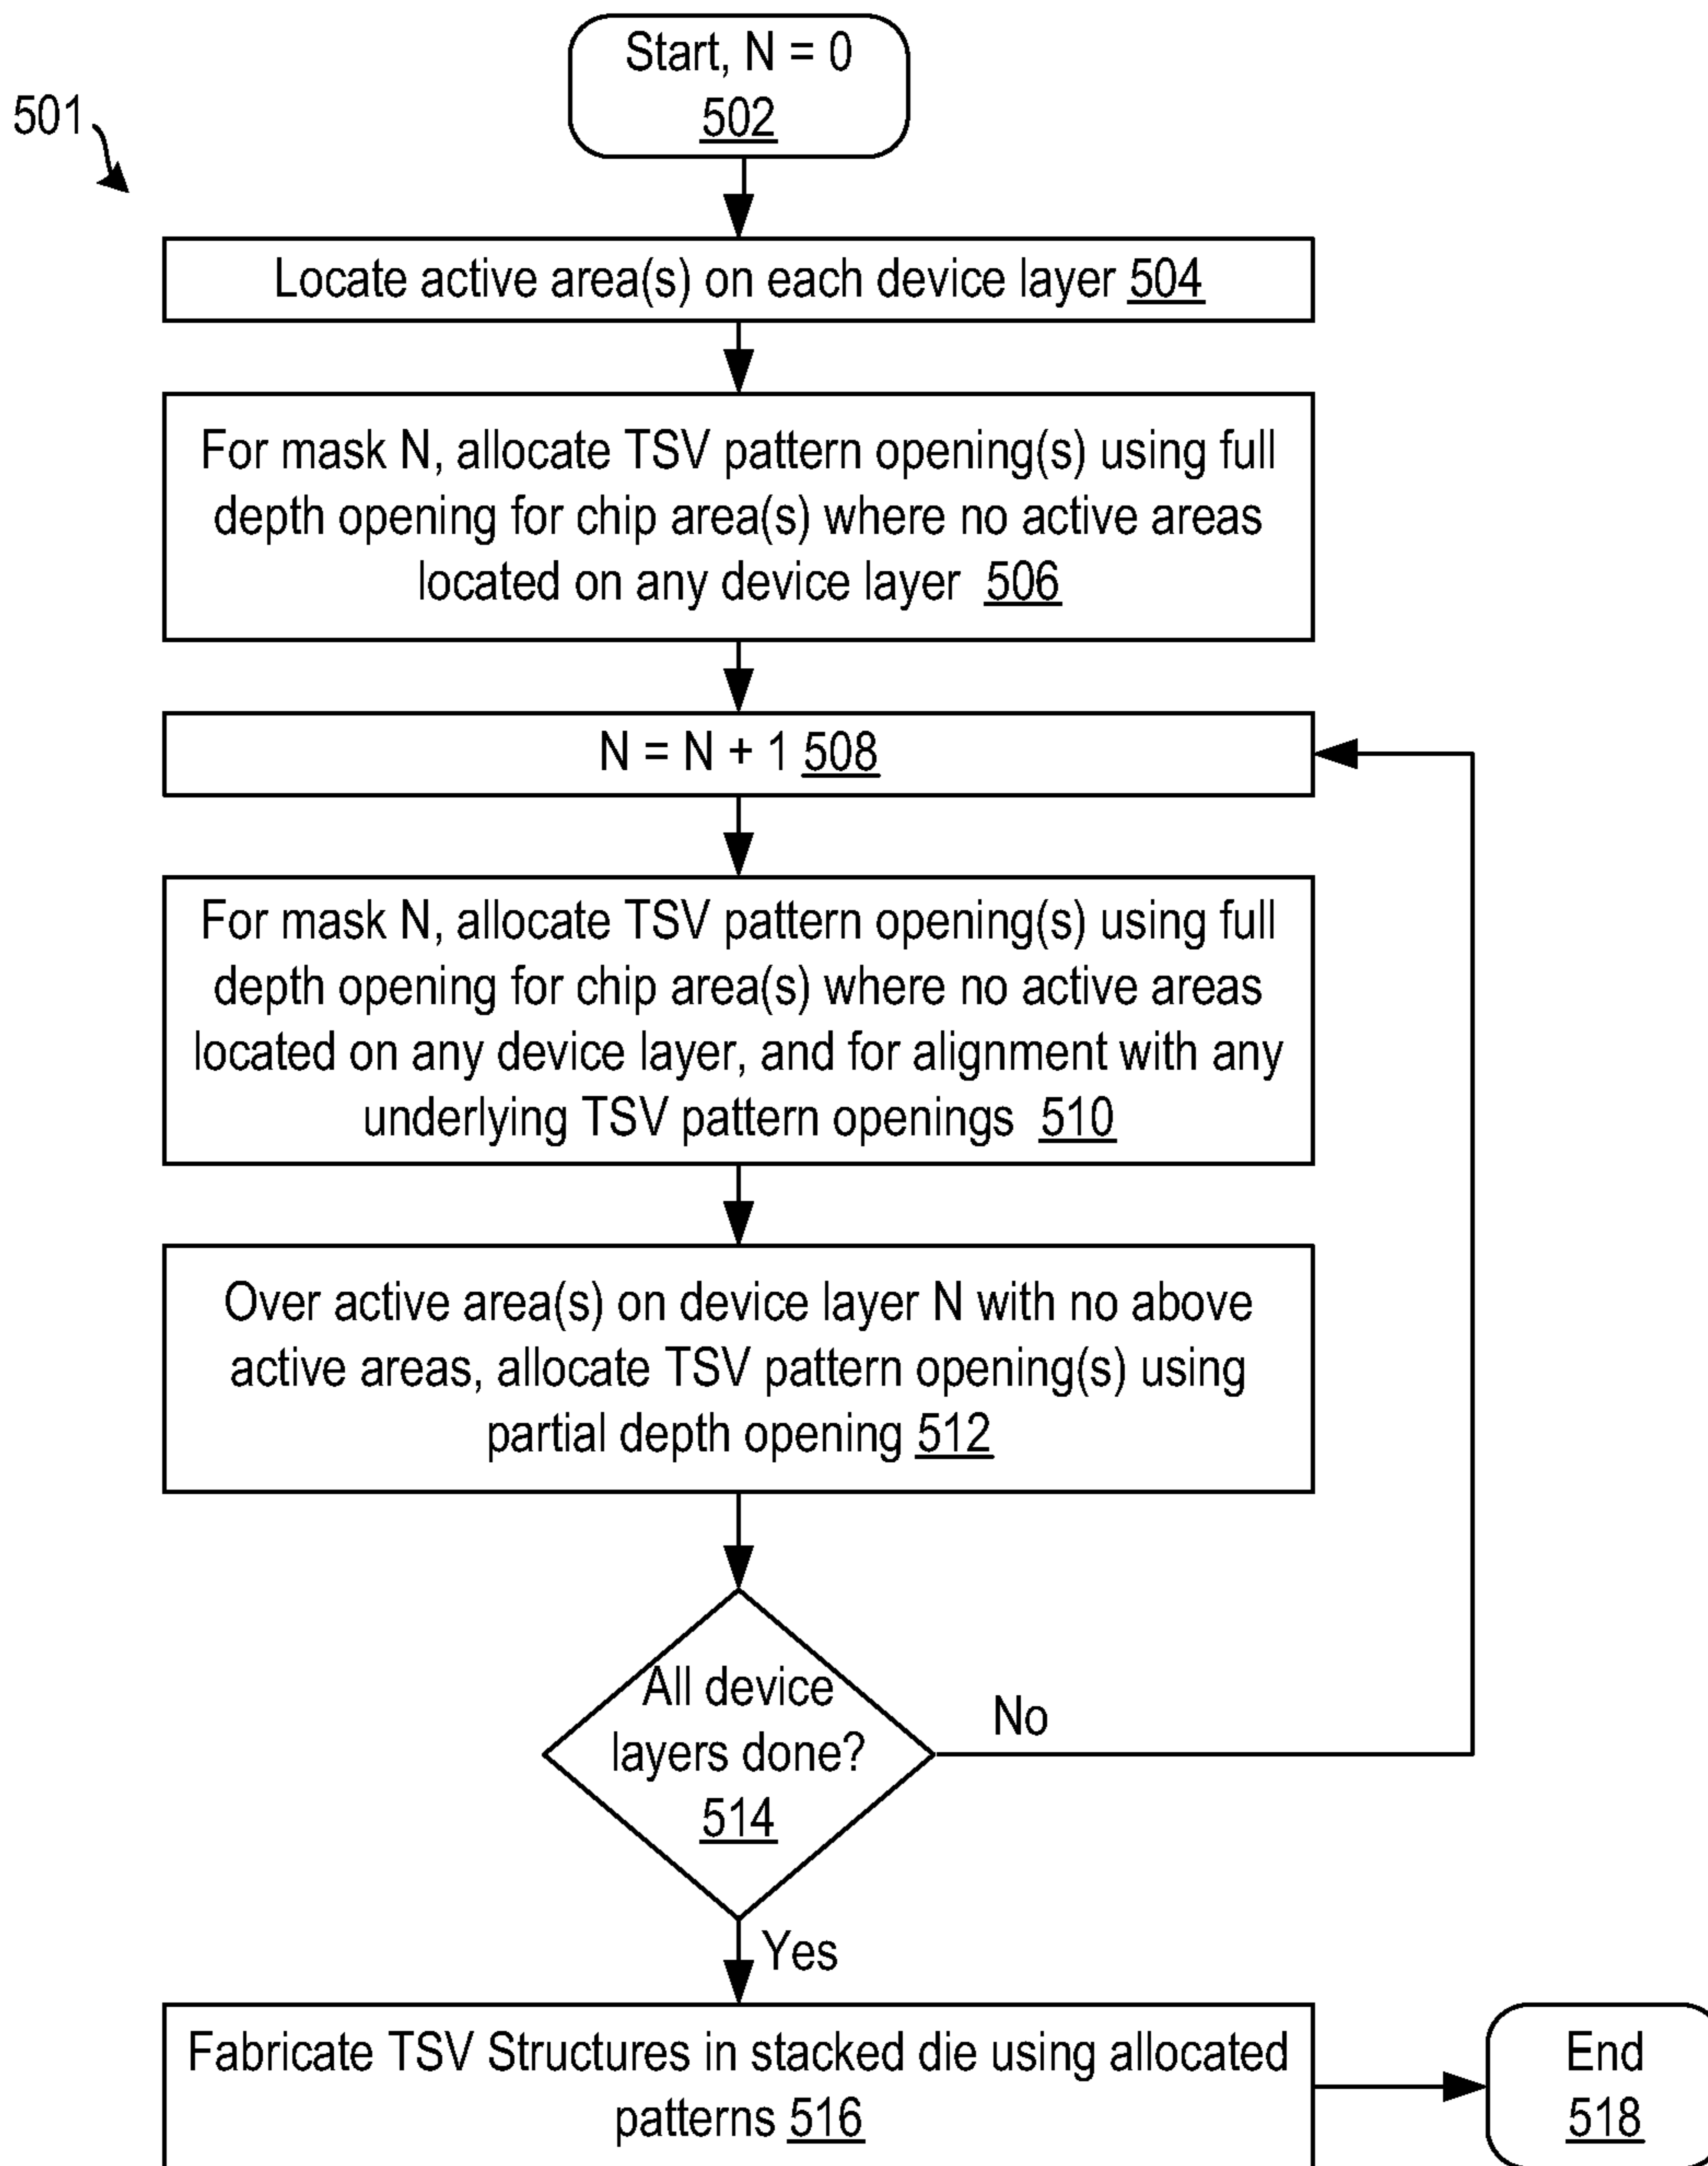 Start, N = 0
502
501
Locate active area(s) on each device layer 504
For mask N, allocate TSV pattern opening(s) using full
depth opening for chip area(s) where no active areas
located on any device layer 506
N = N + 1 508
For mask N, allocate TSV pattern opening(s) using full
depth opening for chip area(s) where no active areas
located on any device layer, and for alignment with any
underlying TSV pattern openings 510
Over active area(s) on device layer N with no above
active areas, allocate TSV pattern opening(s) using
partial depth opening 512
All device
layers done?
514
No
Yes
Fabricate TSV Structures in stacked die using allocated
patterns 516
End
518